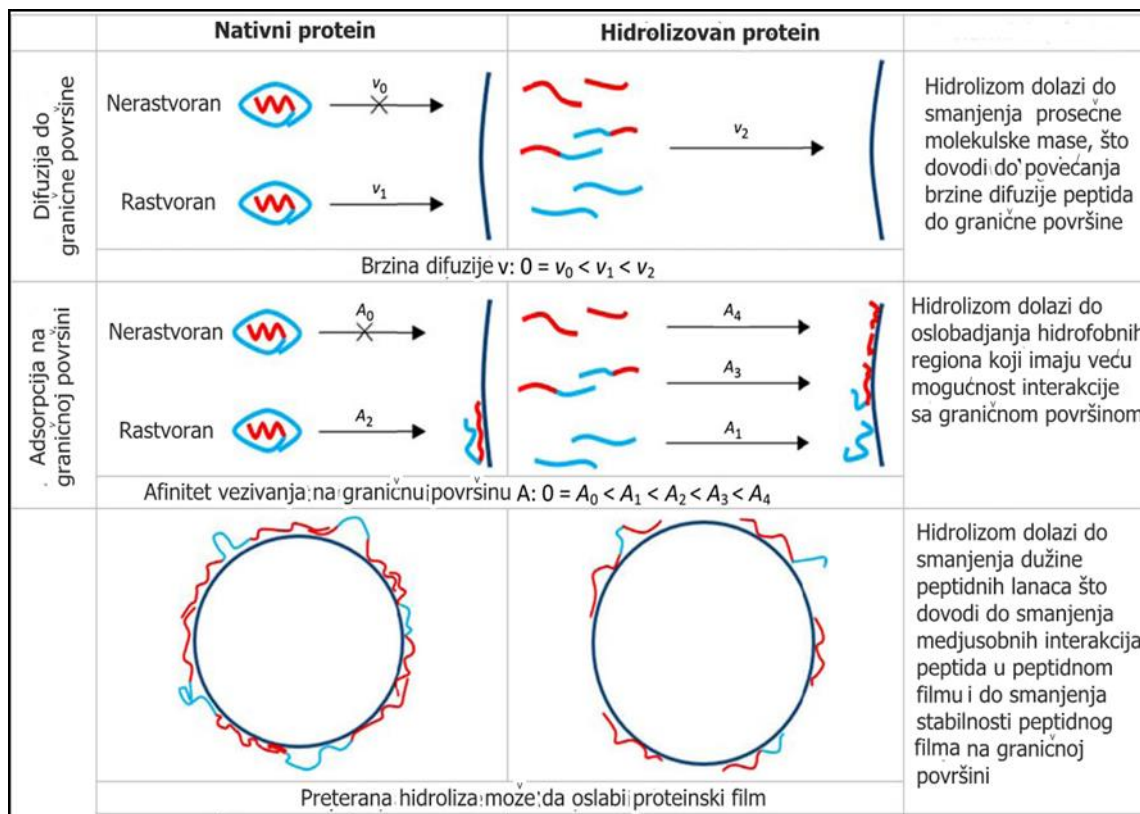 Nativni protein
Hidrolizovan protein
Difuzija do
granične površine
Nerastvoran
v0
Rastvoran
v1
v2
Brzina difuzije v: 0 = v0 < v1 < v2
Hidrolizom dolazi do
smanjenja prosečne
molekulske mase, što
dovodi do povećanja
brzine difuzije peptida
do granične površine
Adsorpcija na
graničnoj površini
Nerastvoran
A0
Rastvoran
A2
A4
A3
A1
Afinitet vezivanja na graničnu površinu A: 0 = A0 < A1 < A2 < A3 < A4
Hidrolizom dolazi do
oslobadjanja hidrofobnih
regiona koji imaju veću
mogućnost interakcije
sa graničnom površinom
Preterana hidroliza može da oslabi proteinski film
Hidrolizom dolazi do
smanjenja dužine
peptidnih lanaca što
dovodi do smanjenja
medjusobnih interakcija
peptida u peptidnom
filmu i do smanjenja
stabilnosti peptidnog
filma na graničnoj
površini